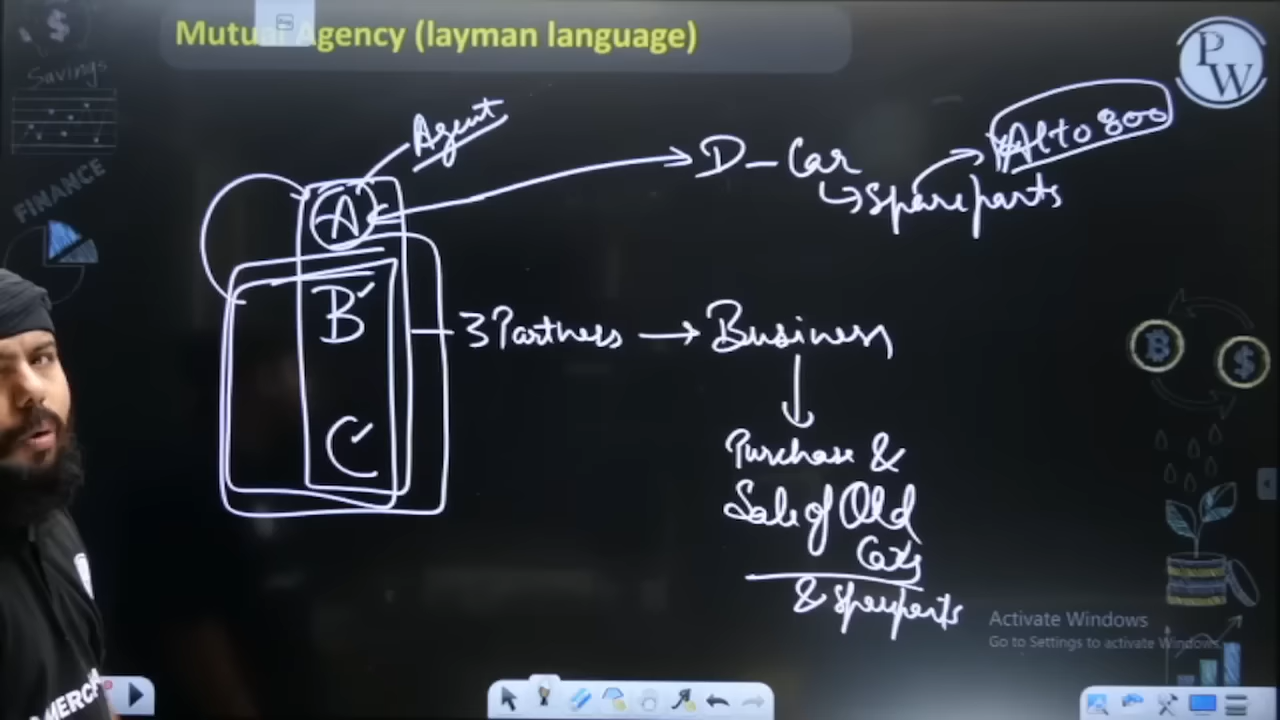 Mutual Agency (layman language)
PW
Savings
FINANCE
Agent
A
D - Car
Spareparts
Alto 800
B
C
3 Partners → Business
Purchase &
Sale of Old
Cars
& spareparts
Activate Windows
Go to Settings to activate Windows.